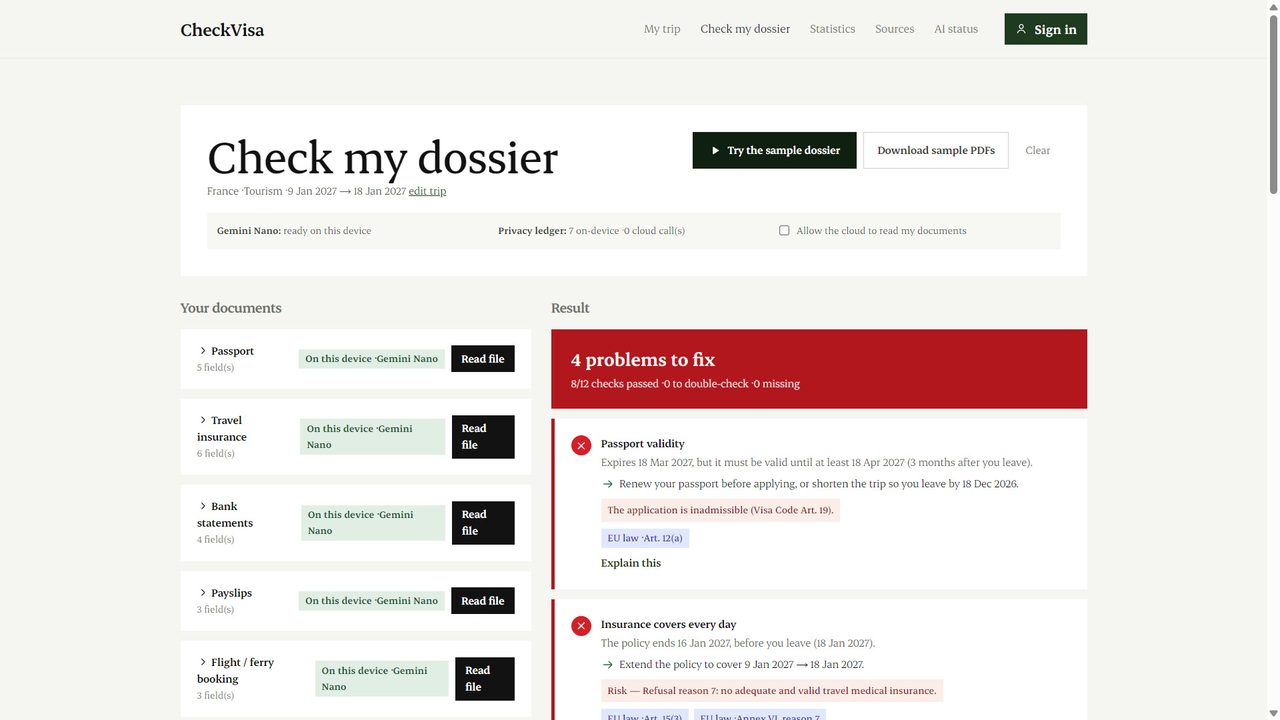 CheckVisa
My trip
Check my dossier
Statistics
Sources
AI status
Sign in
Check my dossier
Try the sample dossier
Download sample PDFs
Clear
France ·Tourism ·9 Jan 2027 → 18 Jan 2027 edit trip
Gemini Nano: ready on this device
Privacy ledger: 7 on-device ·0 cloud call(s)
Allow the cloud to read my documents
Your documents
Passport
5 field(s)
On this device ·Gemini Nano
Read file
Travel
insurance
6 field(s)
On this device ·Gemini
Nano
Read
file
Bank
statements
4 field(s)
On this device ·Gemini
Nano
Read
file
Payslips
3 field(s)
On this device ·Gemini Nano
Read file
Flight / ferry
booking
3 field(s)
On this device ·Gemini
Nano
Read
file
Result
4 problems to fix
8/12 checks passed ·0 to double-check ·0 missing
Passport validity
Expires 18 Mar 2027, but it must be valid until at least 18 Apr 2027 (3 months after you leave).
→ Renew your passport before applying, or shorten the trip so you leave by 18 Dec 2026.
The application is inadmissible (Visa Code Art. 19).
EU law ·Art. 12(a)
Explain this
Insurance covers every day
The policy ends 16 Jan 2027, before you leave (18 Jan 2027).
→ Extend the policy to cover 9 Jan 2027 → 18 Jan 2027.
Risk — Refusal reason 7: no adequate and valid travel medical insurance.
EU law ·Art. 15(3)
EU law ·Annex VI, reason 7